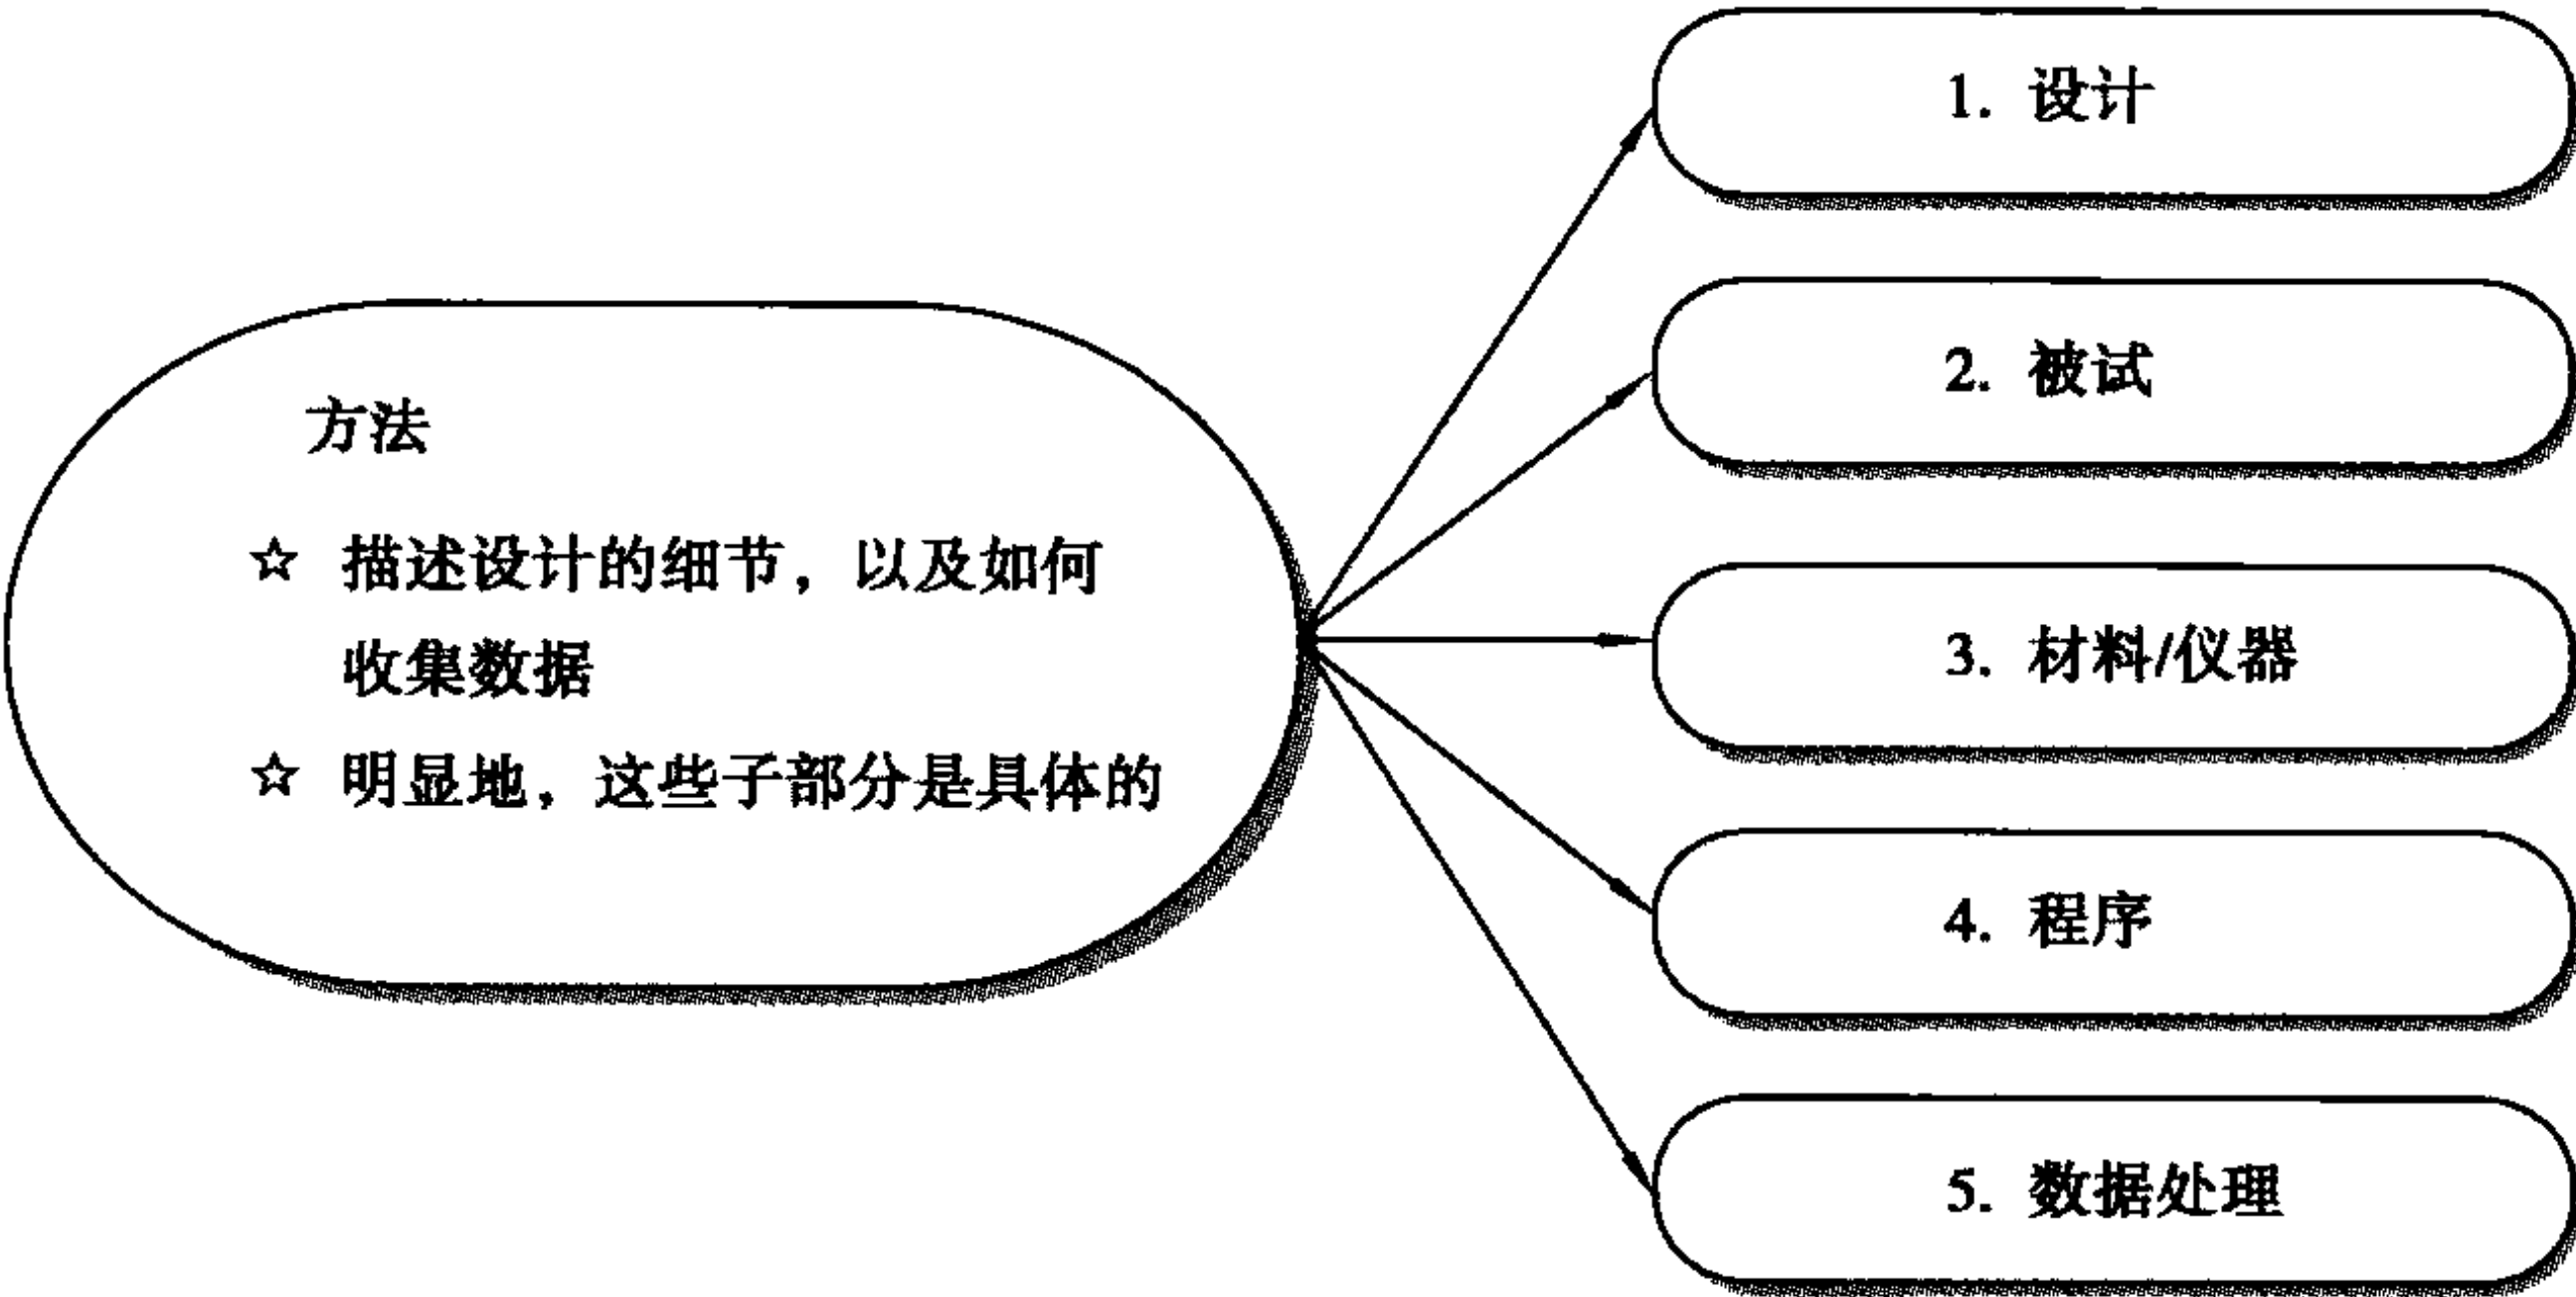 方法
☆ 描述设计的细节，以及如何
收集数据
☆ 明显地，这些子部分是具体的
1. 设计
2. 被试
3. 材料/仪器
4. 程序
5. 数据处理